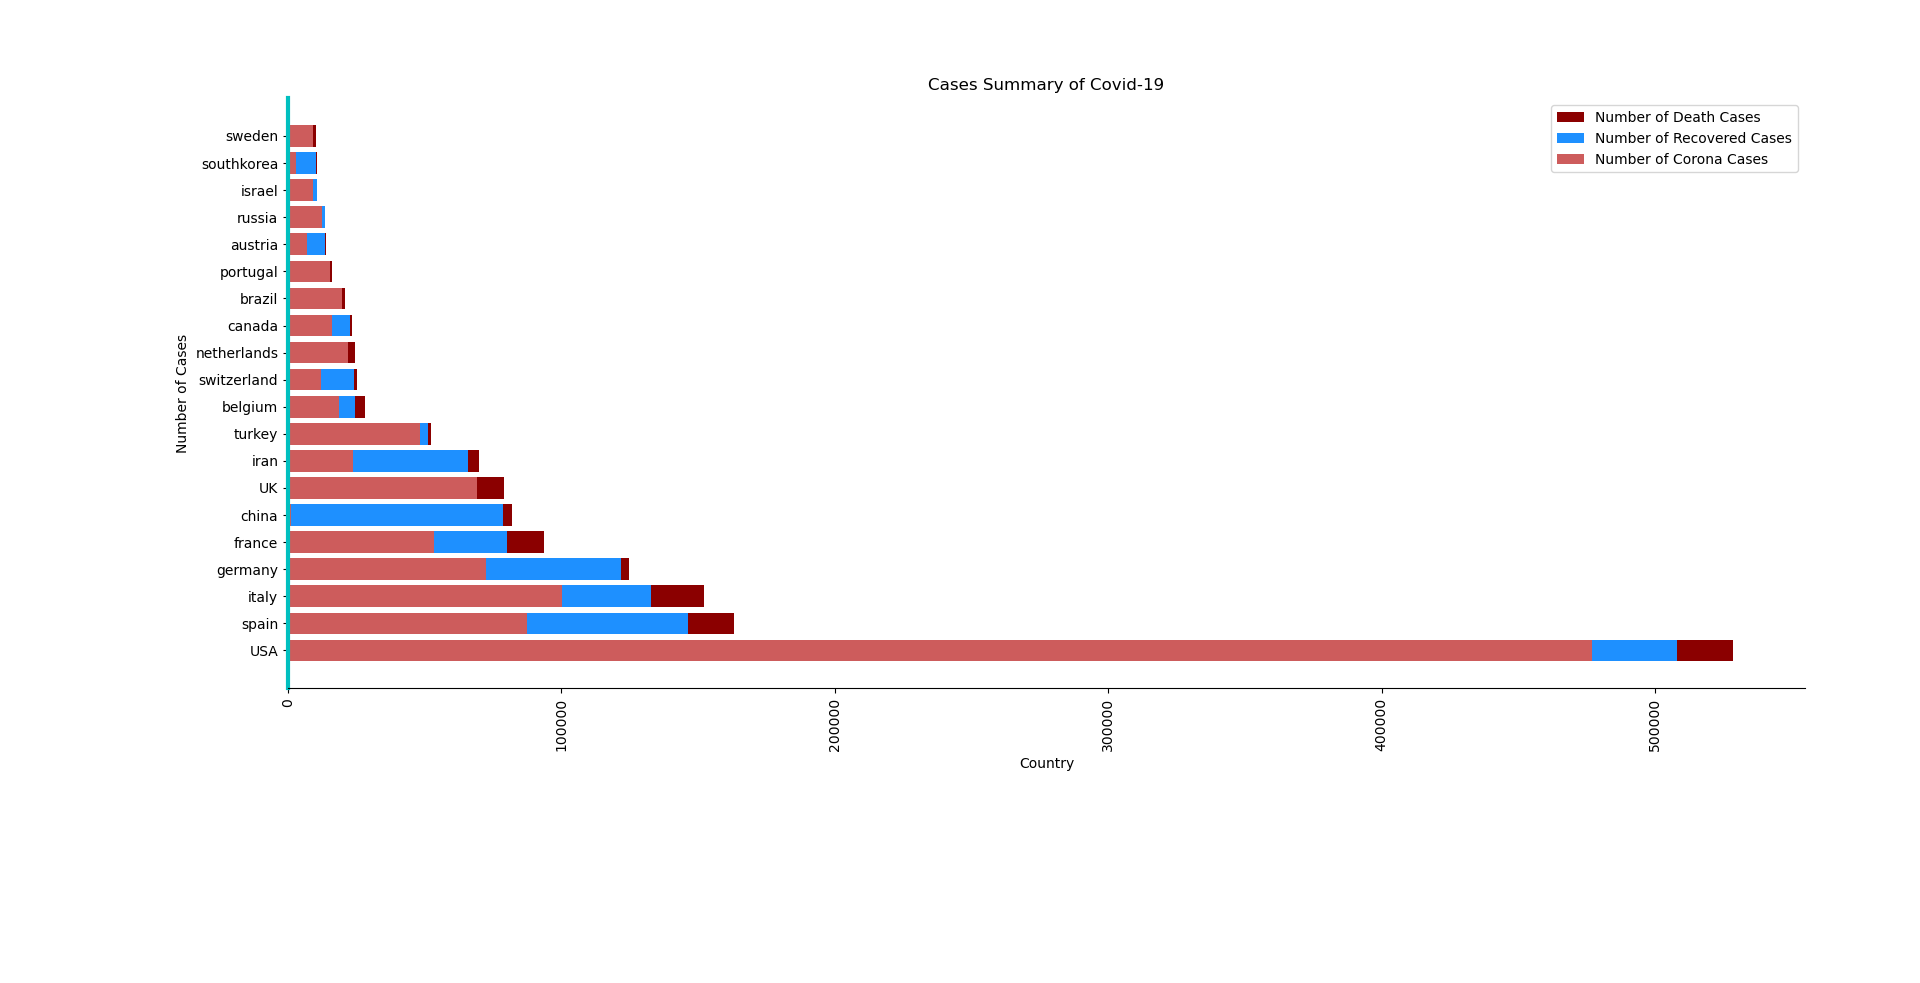 Cases Summary of Covid-19
Number of Death Cases
Number of Recovered Cases
Number of Corona Cases
Number of Cases
sweden
southkorea
israel
russia
austria
portugal
brazil
canada
netherlands
switzerland
belgium
turkey
iran
UK
china
france
germany
italy
spain
USA
0
100000
200000
300000
400000
500000
Country